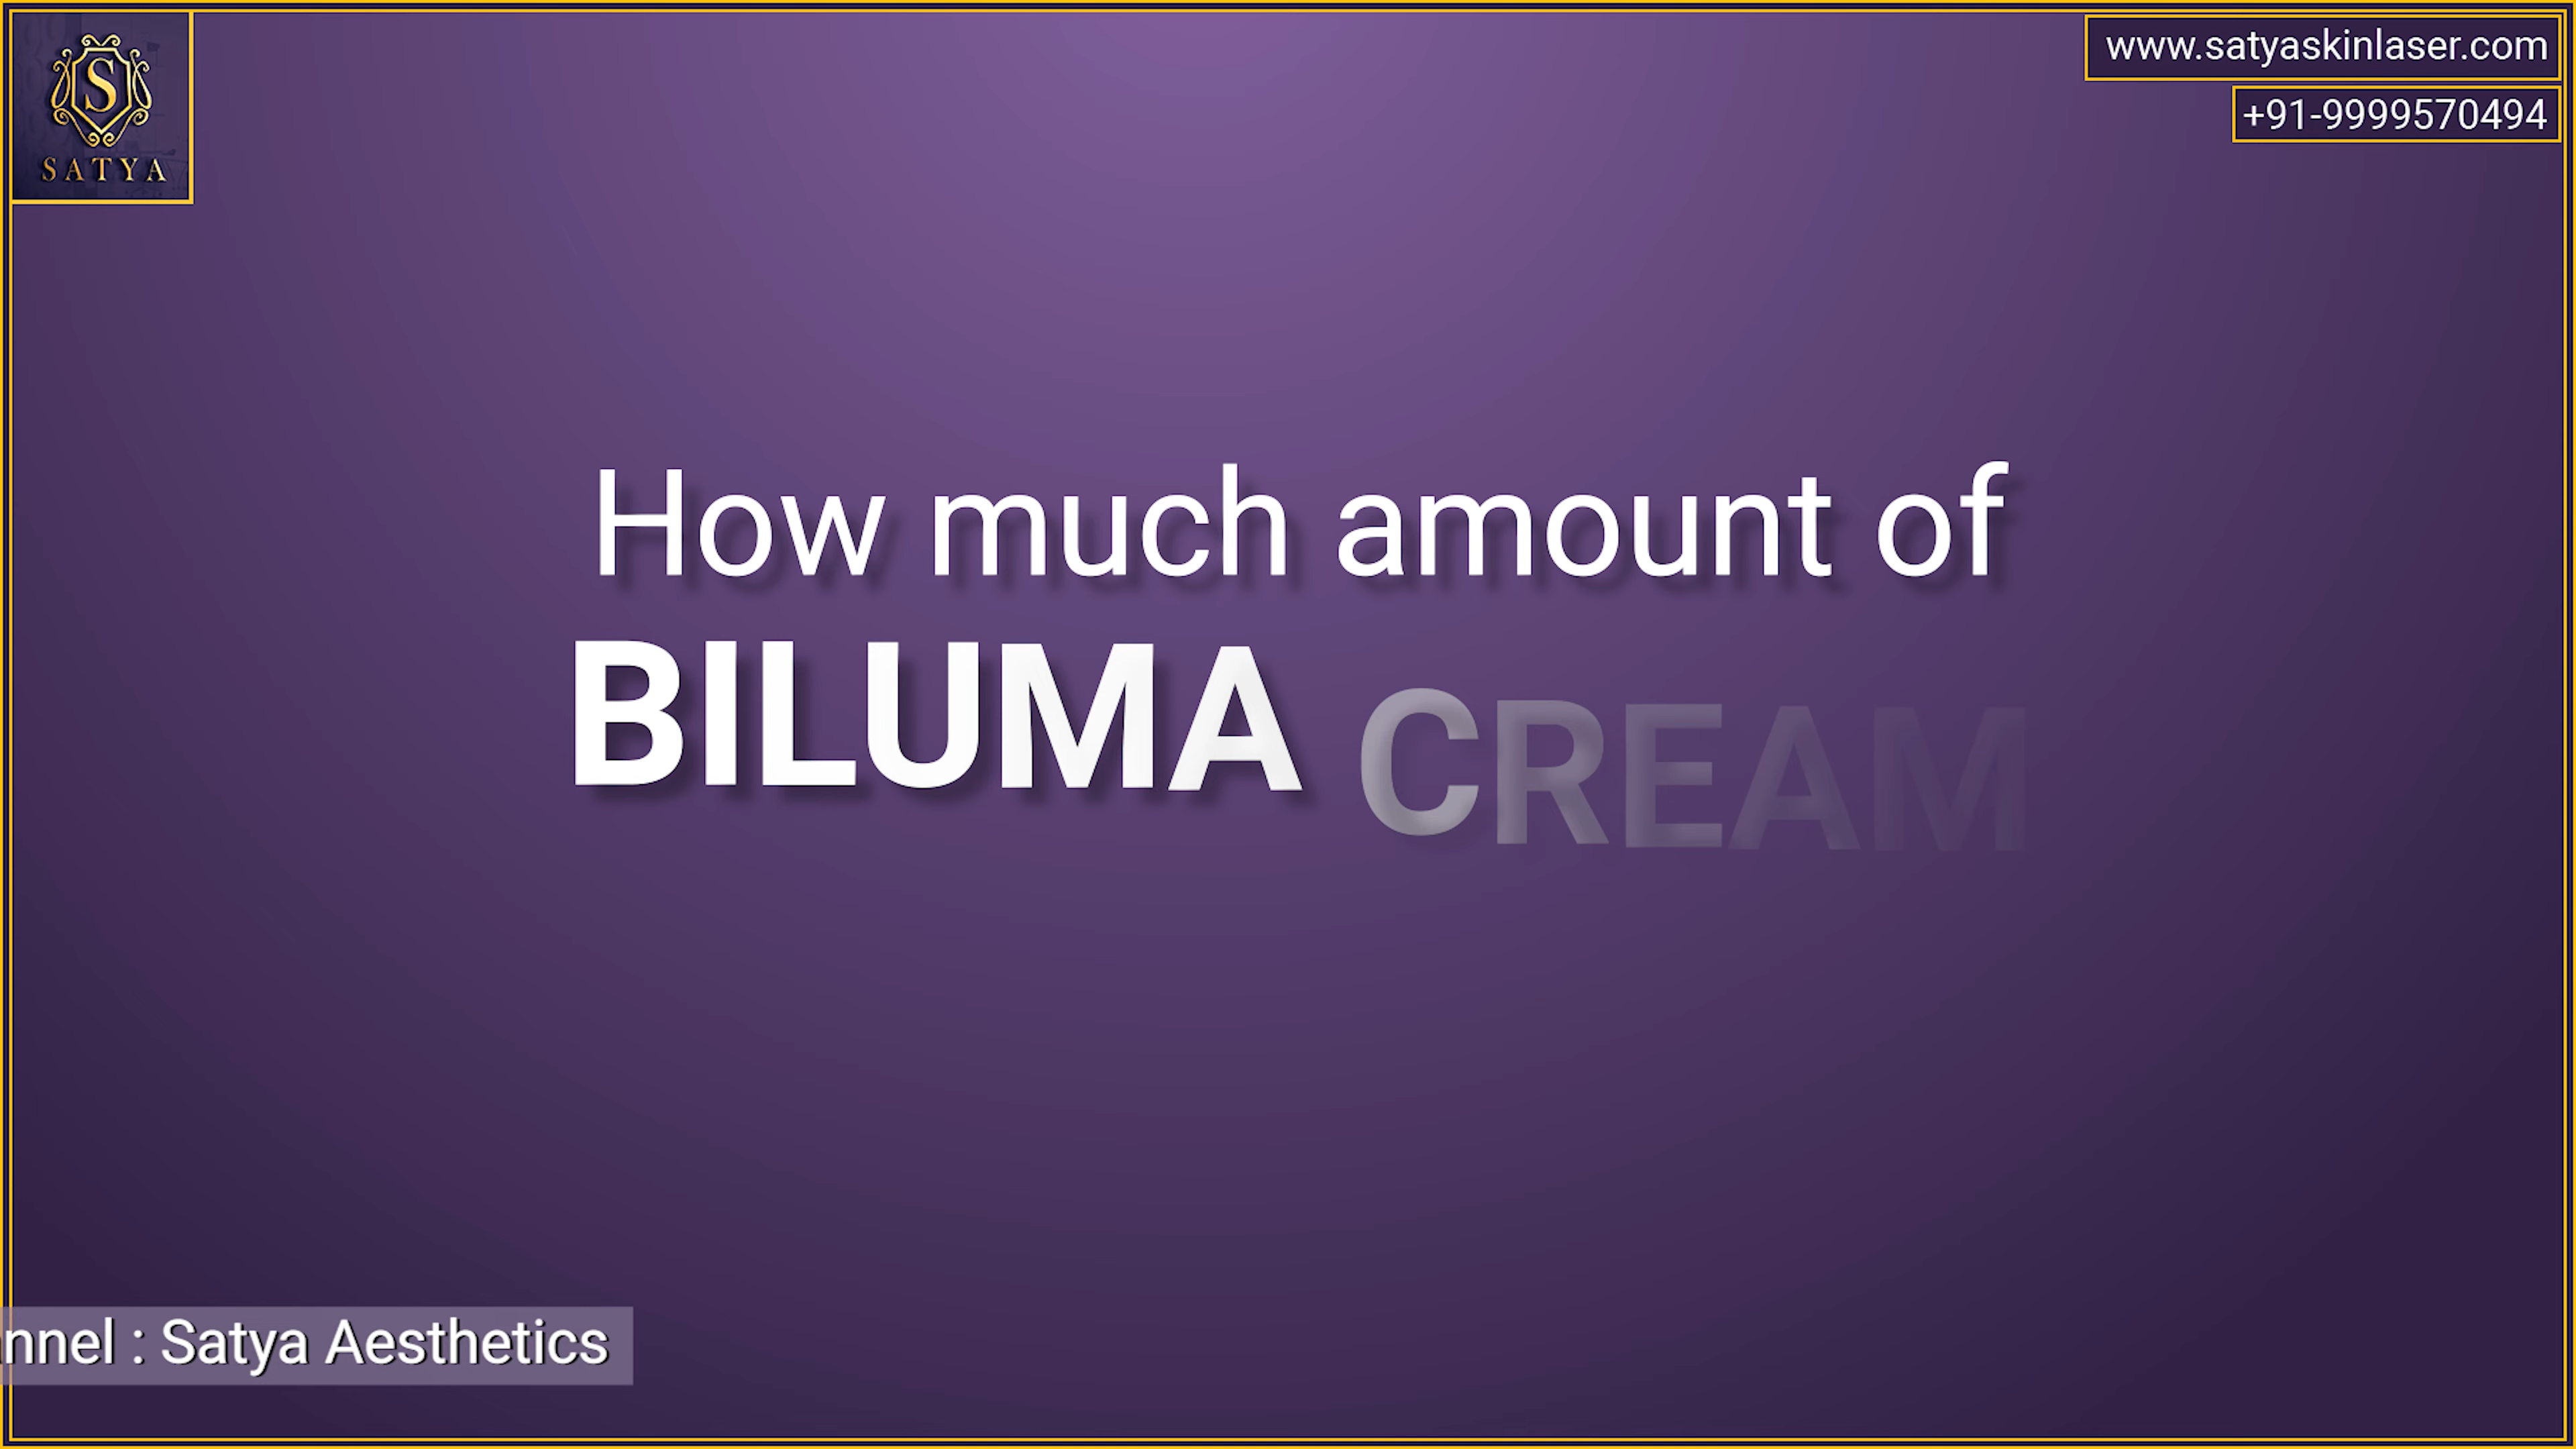 S
SATYA
www.satyaskinlaser.com
+91-9999570494
How much amount of
BILUMA CREAM
nnel : Satya Aesthetics